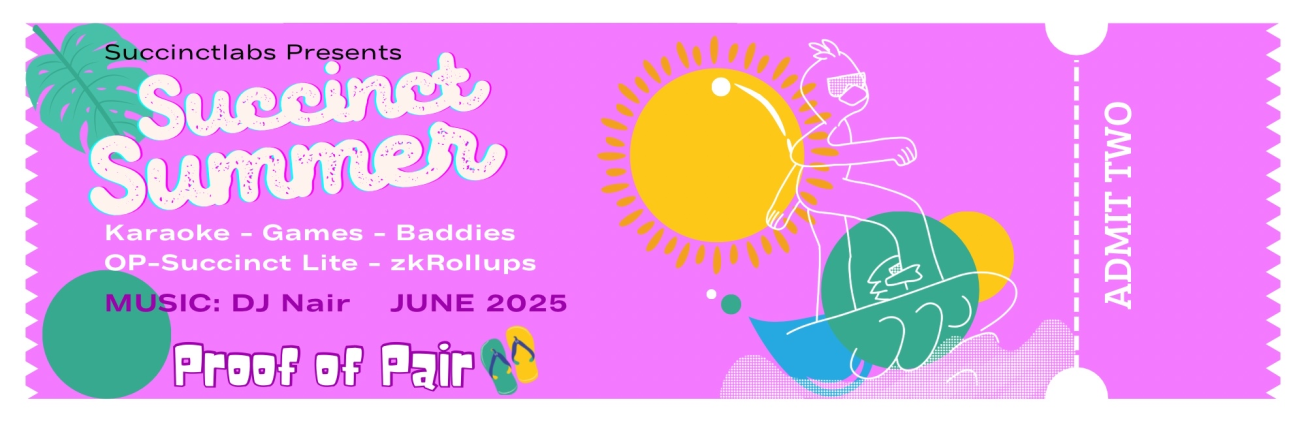 Succinctlabs Presents
Succinct
Summer
Karaoke - Games - Baddies
OP-Succinct Lite - zkRollups
MUSIC: DJ Nair JUNE 2025
Proof of Pair
ADMIT TWO